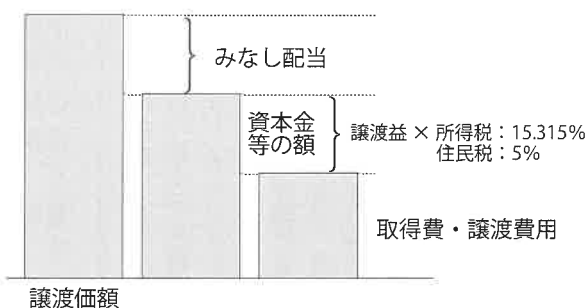 みなし配当
資本金
等の額
譲渡益 × 所得税：15.315%
住民税：5%
取得費・譲渡費用
譲渡価額